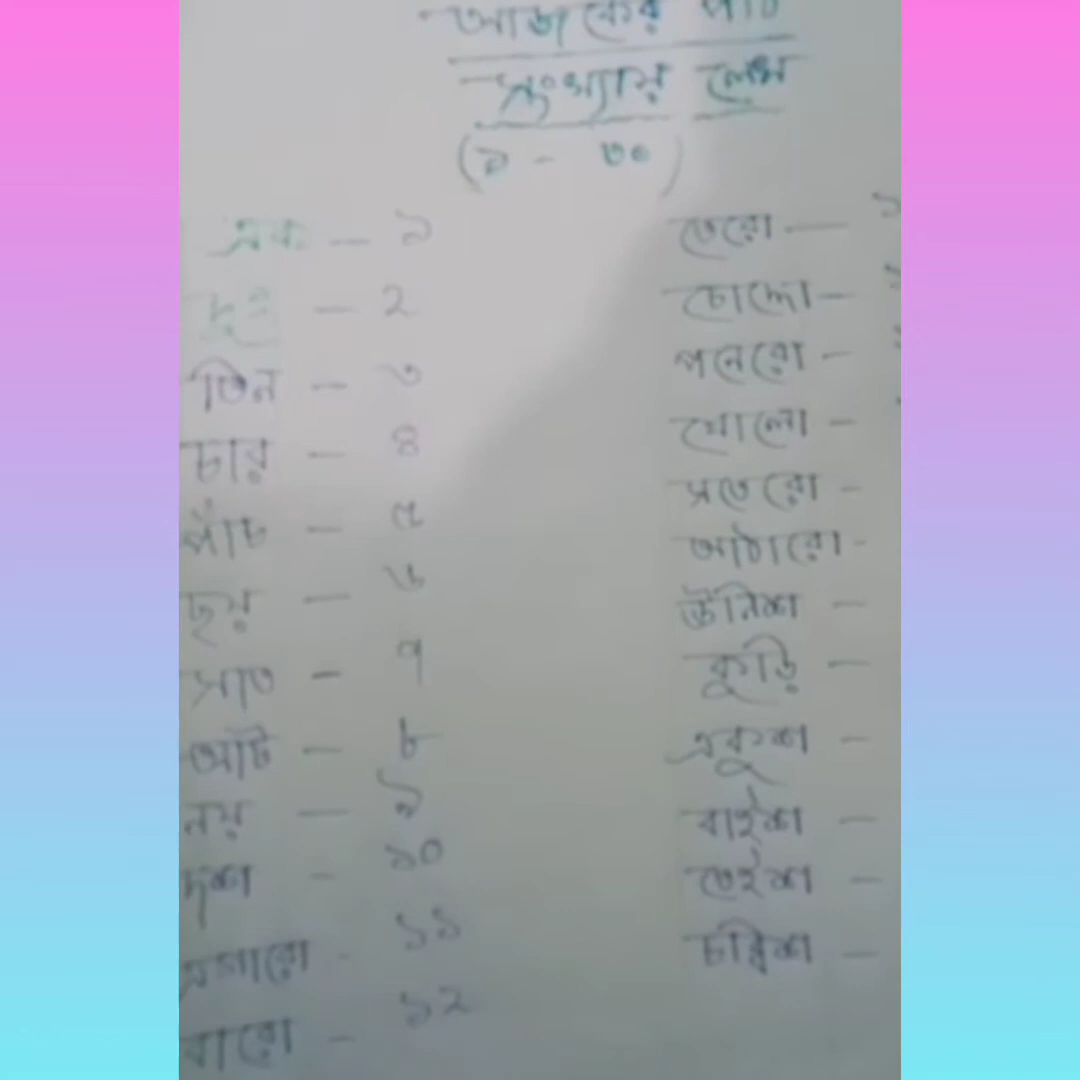 আজকের পাঠ
সংখ্যায় লেখ
(১ - ৩০)
এক — ১
দুই — ২
তিন — ৩
চার — ৪
পাঁচ — ৫
ছয় — ৬
সাত — ৭
আট — ৮
নয় — ৯
দশ - ১০
এগারো - ১১
বারো - ১২
তেরো —
চোদ্দো —
পনেরো —
ষোলো —
সতেরো -
আঠারো -
উনিশ —
কুড়ি —
একুশ —
বাইশ —
তেইশ —
চব্বিশ —